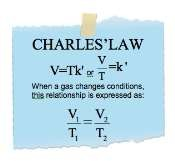 CHARLES'LAW
V=Tk' or V/T =k'
When a gas changes conditions,
this relationship is expressed as:
V₁/T₁ = V₂/T₂